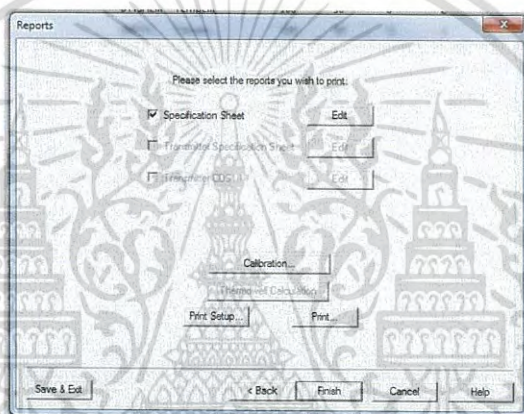 Reports
Please select the reports you wish to print:
Specification Sheet Edit
Transmitter Specification Sheet Edit
Transmitter Edit
Calibration...
Thermowell Calculation
Print Setup... Print...
Save & Exit < Back Finish Cancel Help